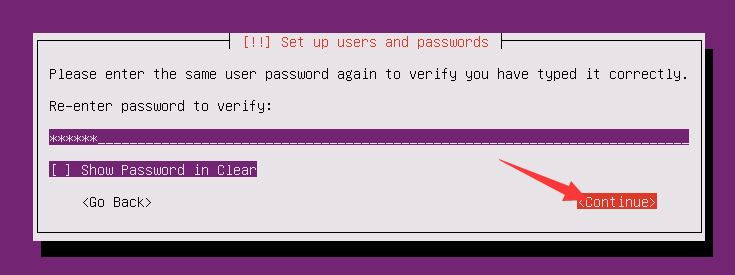 [!!] Set up users and passwords
Please enter the same user password again to verify you have typed it correctly.
Re-enter password to verify:
******
[ ] Show Password in Clear
<Go Back> <Continue>